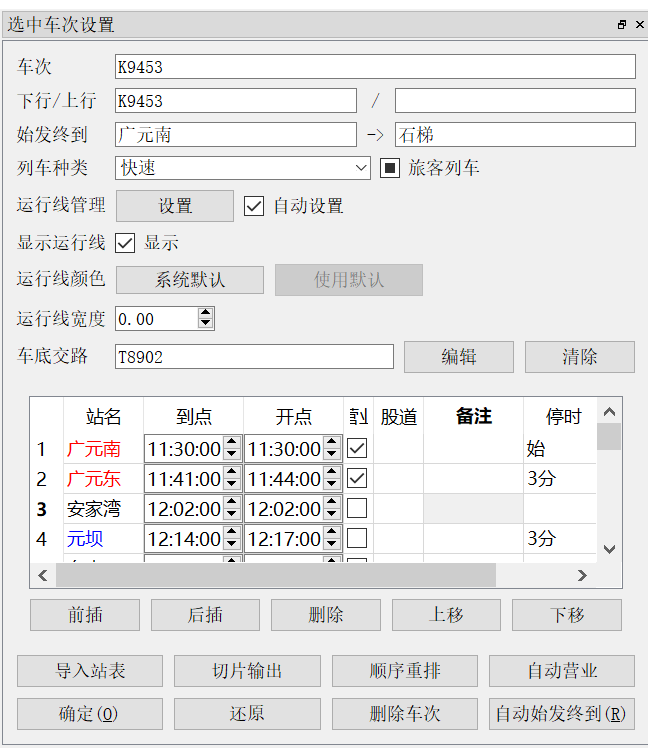 选中车次设置
车次 K9453
下行/上行 K9453 /
始发终到 广元南 -> 石梯
列车种类 快速 旅客列车
运行线管理 设置 自动设置
显示运行线 显示
运行线颜色 系统默认 使用默认
运行线宽度 0.00
车底交路 T8902 编辑 清除
站名 到点 开点 股道 备注 停时
1 广元南 11:30:00 11:30:00 始
2 广元东 11:41:00 11:44:00 3分
3 安家湾 12:02:00 12:02:00
4 元坝 12:14:00 12:17:00 3分
前插 后插 删除 上移 下移
导入站表 切片输出 顺序重排 自动营业
确定(O) 还原 删除车次 自动始发终到(R)